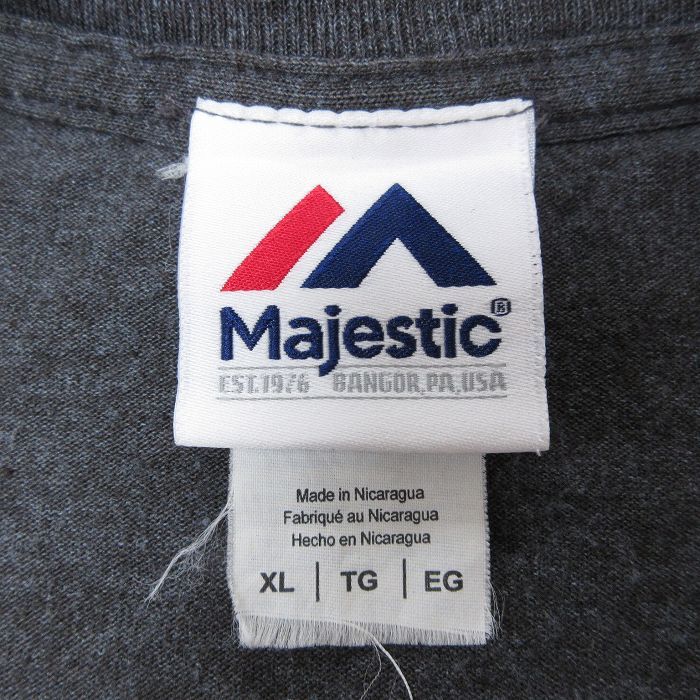 Majestic®
EST.1976 BANGOR, PA, USA
Made in Nicaragua
Fabriqué au Nicaragua
Hecho en Nicaragua
XL | TG | EG